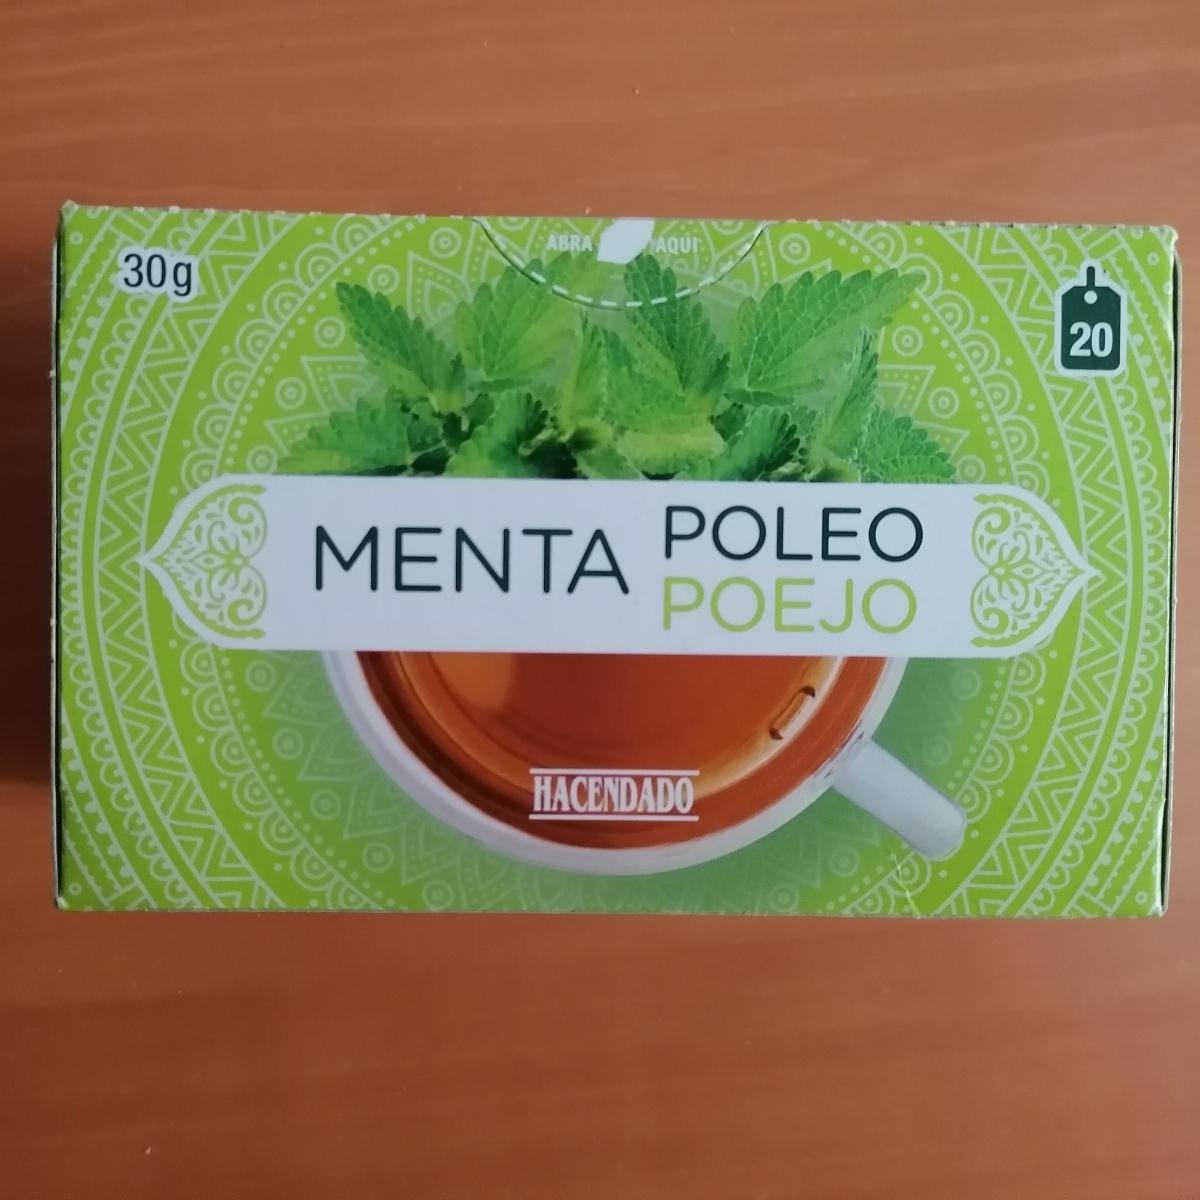 ABRA AQUI
30g
20
MENTA POLEO
POEJO
HACENDADO